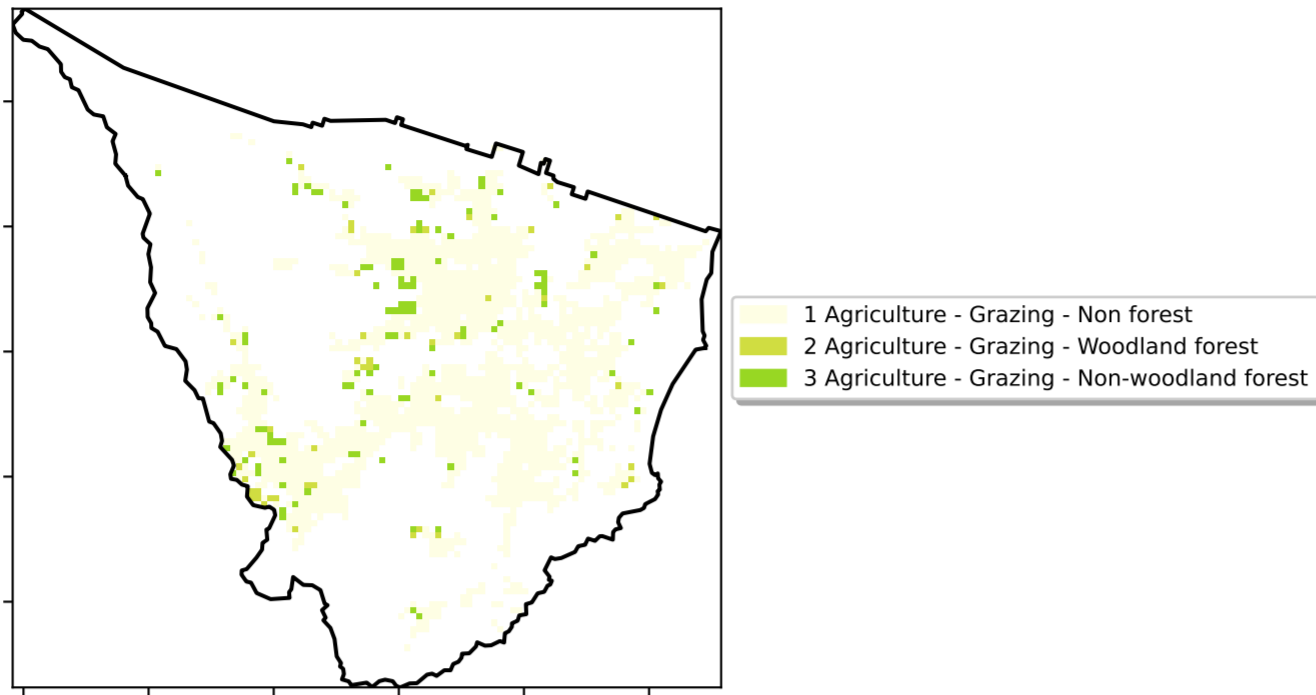 1 Agriculture - Grazing - Non forest
2 Agriculture - Grazing - Woodland forest
3 Agriculture - Grazing - Non-woodland forest